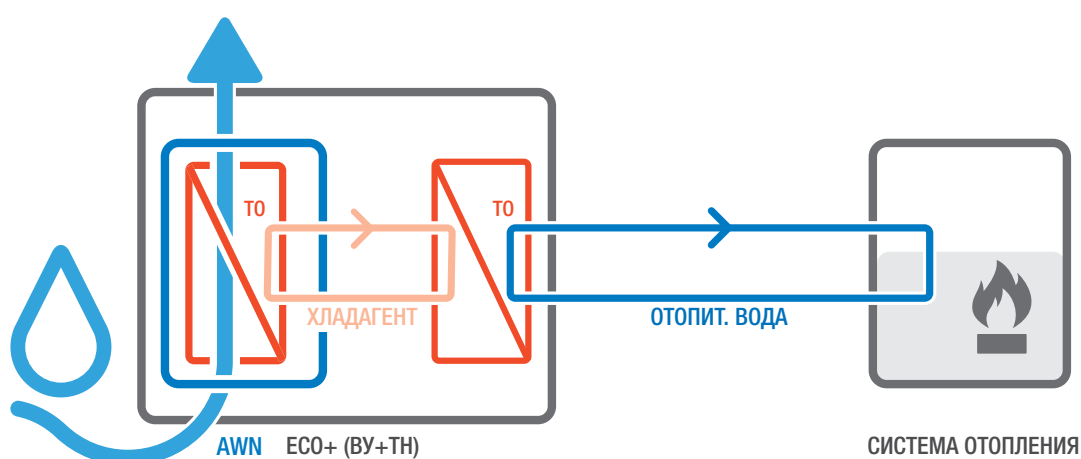 ТО
ТО
ХЛАДАГЕНТ
ОТОПИТ. ВОДА
AWN ECO+ (ВУ+ТН)
СИСТЕМА ОТОПЛЕНИЯ